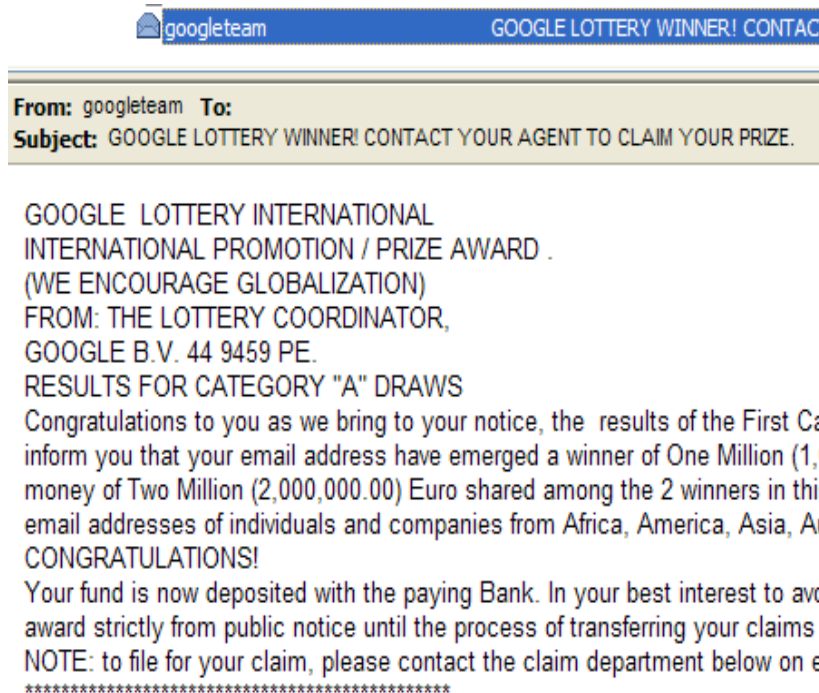 googleteam GOOGLE LOTTERY WINNER! CONTAC
From: googleteam To:
Subject: GOOGLE LOTTERY WINNER! CONTACT YOUR AGENT TO CLAIM YOUR PRIZE.
GOOGLE LOTTERY INTERNATIONAL
INTERNATIONAL PROMOTION / PRIZE AWARD .
(WE ENCOURAGE GLOBALIZATION)
FROM: THE LOTTERY COORDINATOR,
GOOGLE B.V. 44 9459 PE.
RESULTS FOR CATEGORY "A" DRAWS
Congratulations to you as we bring to your notice, the results of the First Ca
inform you that your email address have emerged a winner of One Million (1,
money of Two Million (2,000,000.00) Euro shared among the 2 winners in thi
email addresses of individuals and companies from Africa, America, Asia, Au
CONGRATULATIONS!
Your fund is now deposited with the paying Bank. In your best interest to avo
award strictly from public notice until the process of transferring your claims
NOTE: to file for your claim, please contact the claim department below on e
***********************************************